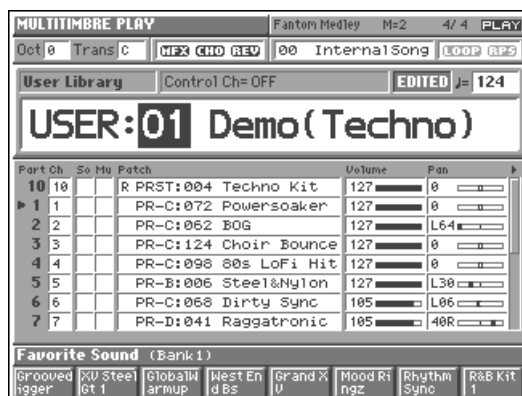 MULTITIMBRE PLAY Fantom Medley M=2 4/ 4 PLAY
Oct 0 Trans C MFX CHO REV 00 InternalSong LOOP RPS
User Library Control Ch= OFF EDITED ♩= 124
USER:01 Demo(Techno)
Part Ch So Mu Patch Volume Pan
10 10 R PRST:004 Techno Kit 127 0
1 1 PR-C:072 Powersoaker 127 0
2 2 PR-C:062 BOG 127 L64
3 3 PR-C:124 Choir Bounce 127 0
4 4 PR-C:098 80s LoFi Hit 127 0
5 5 PR-B:006 Steel&Nylon 127 L30
6 6 PR-C:068 Dirty Sync 105 L06
7 7 PR-D:041 Raggatronic 105 40R
Favorite Sound (Bank1)
Grooved XV Steel GlobalW West En Grand X Mood Ri Rhythm R&B Kit
igger Gt 1 armup d Bs V ngz Sync 1